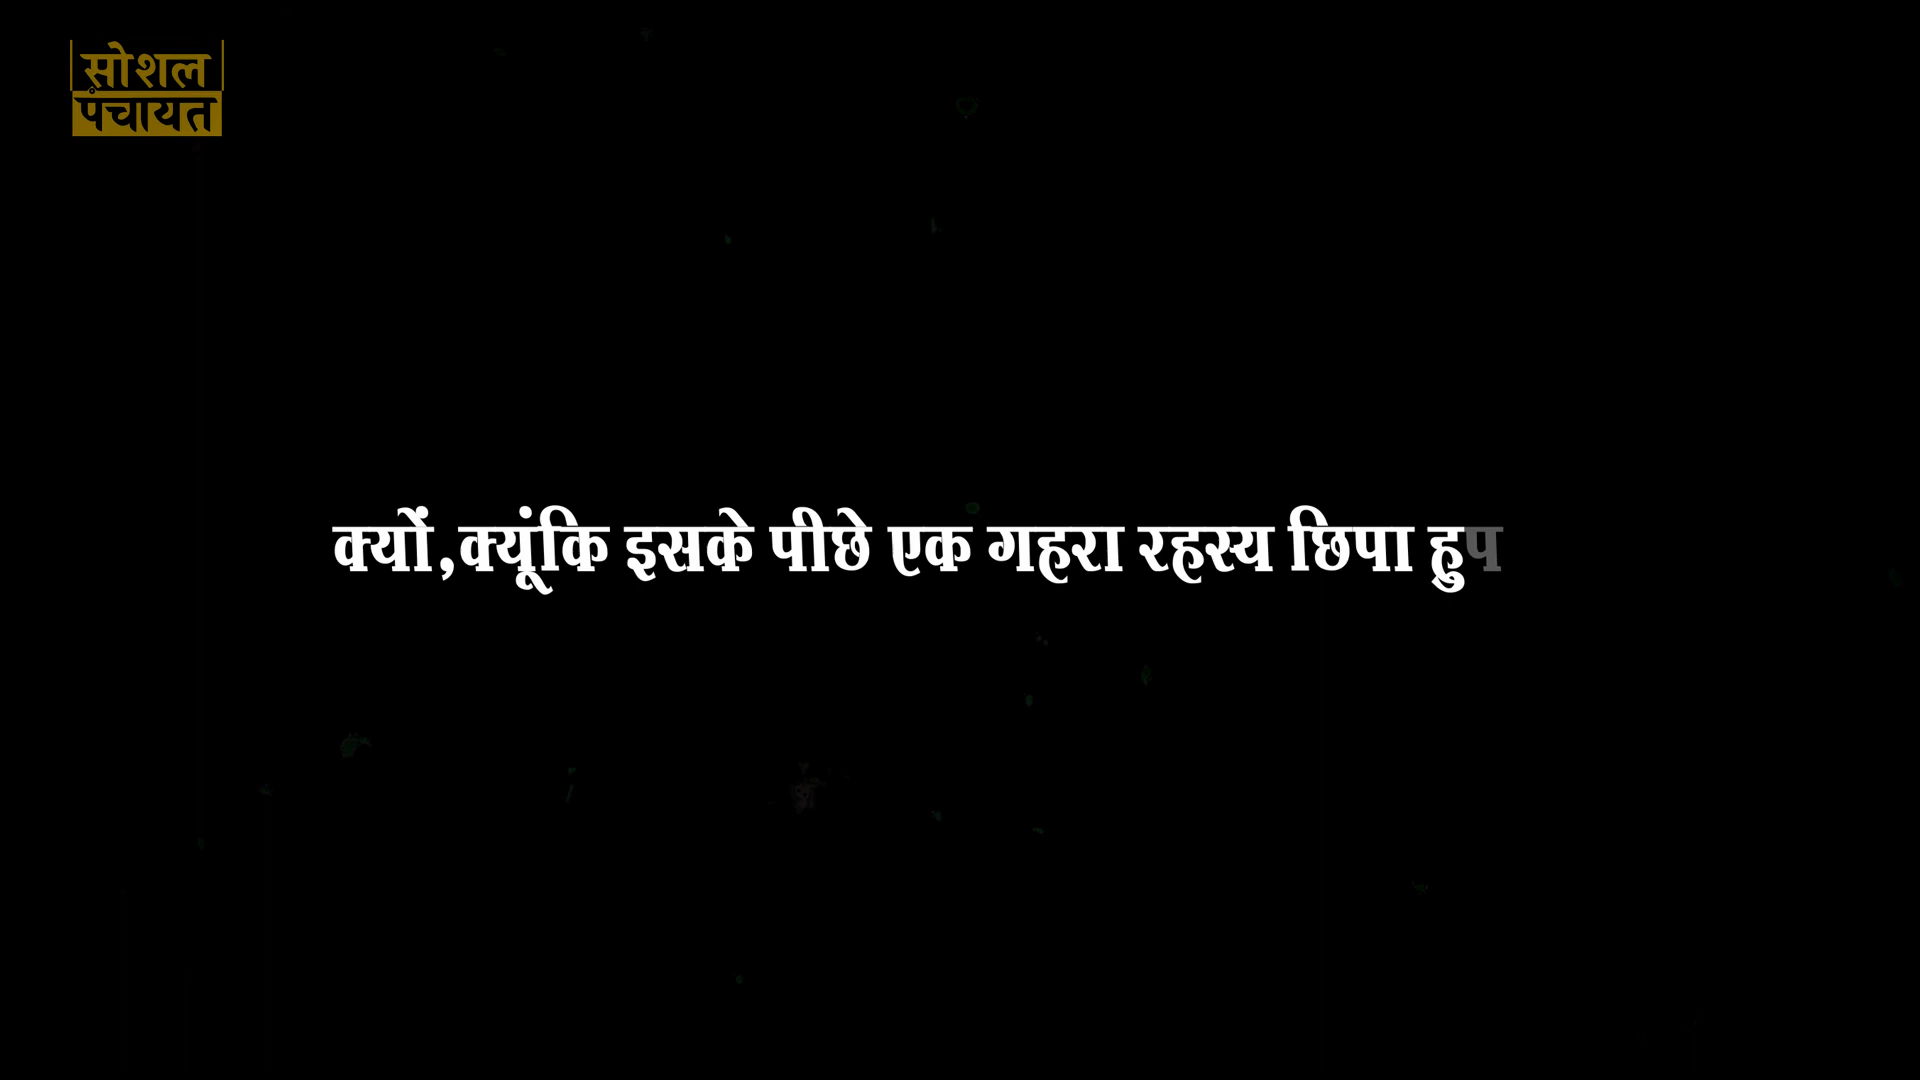 सोशल
पंचायत
क्यों,क्यूंकि इसके पीछे एक गहरा रहस्य छिपा हुप